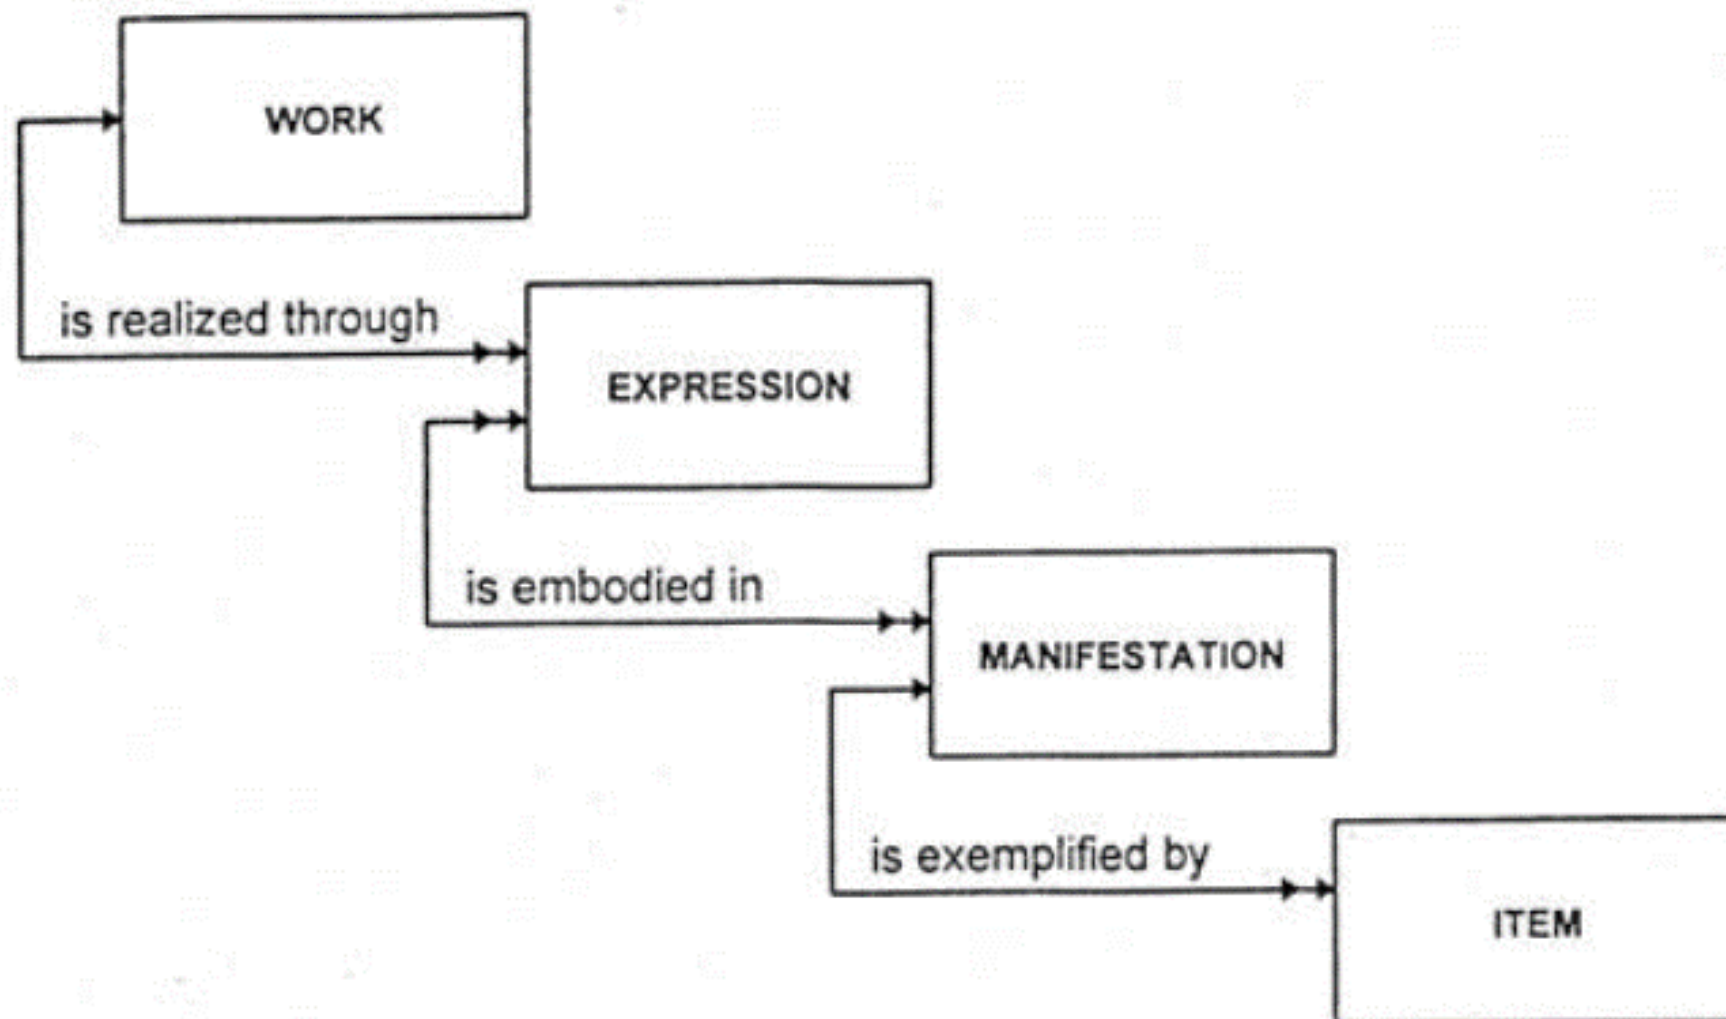 WORK
is realized through
EXPRESSION
is embodied in
MANIFESTATION
is exemplified by
ITEM